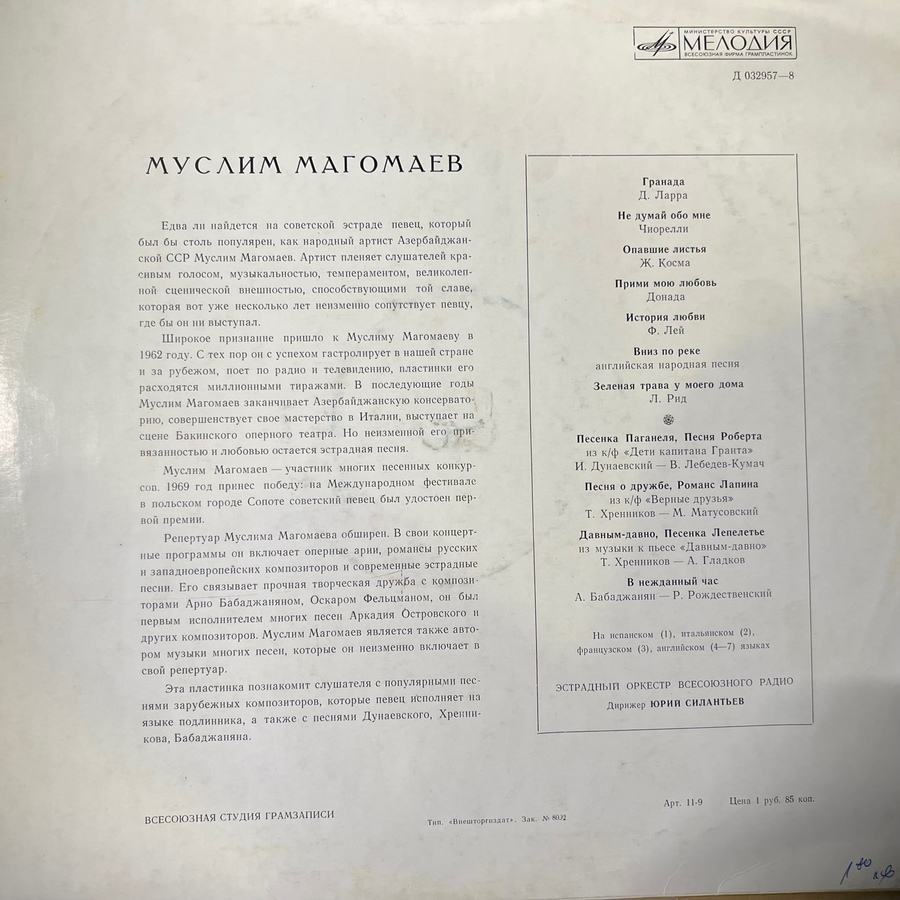 МИНИСТЕРСТВО КУЛЬТУРЫ СССР
МЕЛОДИЯ
ВСЕСОЮЗНАЯ ФИРМА ГРАМПЛАСТИНОК
Д 032957—8
МУСЛИМ МАГОМАЕВ
Едва ли найдется на советской эстраде певец, который
был бы столь популярен, как народный артист Азербайджан-
ской ССР Муслим Магомаев. Артист пленяет слушателей кра-
сивым голосом, музыкальностью, темпераментом, великолеп-
ной сценической внешностью, способствующими той славе,
которая вот уже несколько лет неизменно сопутствует певцу,
где бы он ни выступал.
Широкое признание пришло к Муслиму Магомаеву в
1962 году. С тех пор он с успехом гастролирует в нашей стране
и за рубежом, поет по радио и телевидению, пластинки его
расходятся миллионными тиражами. В последующие годы
Муслим Магомаев заканчивает Азербайджанскую консервато-
рию, совершенствует свое мастерство в Италии, выступает на
сцене Бакинского оперного театра. Но неизменной его при-
вязанностью и любовью остается эстрадная песня.
Муслим Магомаев — участник многих песенных конкур-
сов. 1969 год принес победу: на Международном фестивале
в польском городе Сопоте советский певец был удостоен пер-
вой премии.
Репертуар Муслима Магомаева обширен. В свои концерт-
ные программы он включает оперные арии, романсы русских
и западноевропейских композиторов и современные эстрадные
песни. Его связывает прочная творческая дружба с компози-
торами Арно Бабаджаняном, Оскаром Фельцманом, он был
первым исполнителем многих песен Аркадия Островского и
других композиторов. Муслим Магомаев является также авто-
ром музыки многих песен, которые он неизменно включает в
свой репертуар.
Эта пластинка познакомит слушателя с популярными пес-
нями зарубежных композиторов, которые певец исполняет на
языке подлинника, а также с песнями Дунаевского, Хренни-
кова, Бабаджаняна.
Гранада
Д. Ларра
Не думай обо мне
Чиорелли
Опавшие листья
Ж. Косма
Прими мою любовь
Донада
История любви
Ф. Лей
Вниз по реке
английская народная песня
Зеленая трава у моего дома
Л. Рид
Песенка Паганеля, Песня Роберта
из к/ф «Дети капитана Гранта»
И. Дунаевский — В. Лебедев-Кумач
Песня о дружбе, Романс Лапина
из к/ф «Верные друзья»
Т. Хренников — М. Матусовский
Давным-давно, Песенка Лепелетье
из музыки к пьесе «Давным-давно»
Т. Хренников — А. Гладков
В нежданный час
А. Бабаджанян — Р. Рождественский
На испанском (1), итальянском (2),
французском (3), английском (4—7) языках
ЭСТРАДНЫЙ ОРКЕСТР ВСЕСОЮЗНОГО РАДИО
Дирижер ЮРИЙ СИЛАНТЬЕВ
ВСЕСОЮЗНАЯ СТУДИЯ ГРАМЗАПИСИ
Тип. «Внешторгиздат». Зак. №
Арт. 11-9 Цена 1 руб. 85 коп.